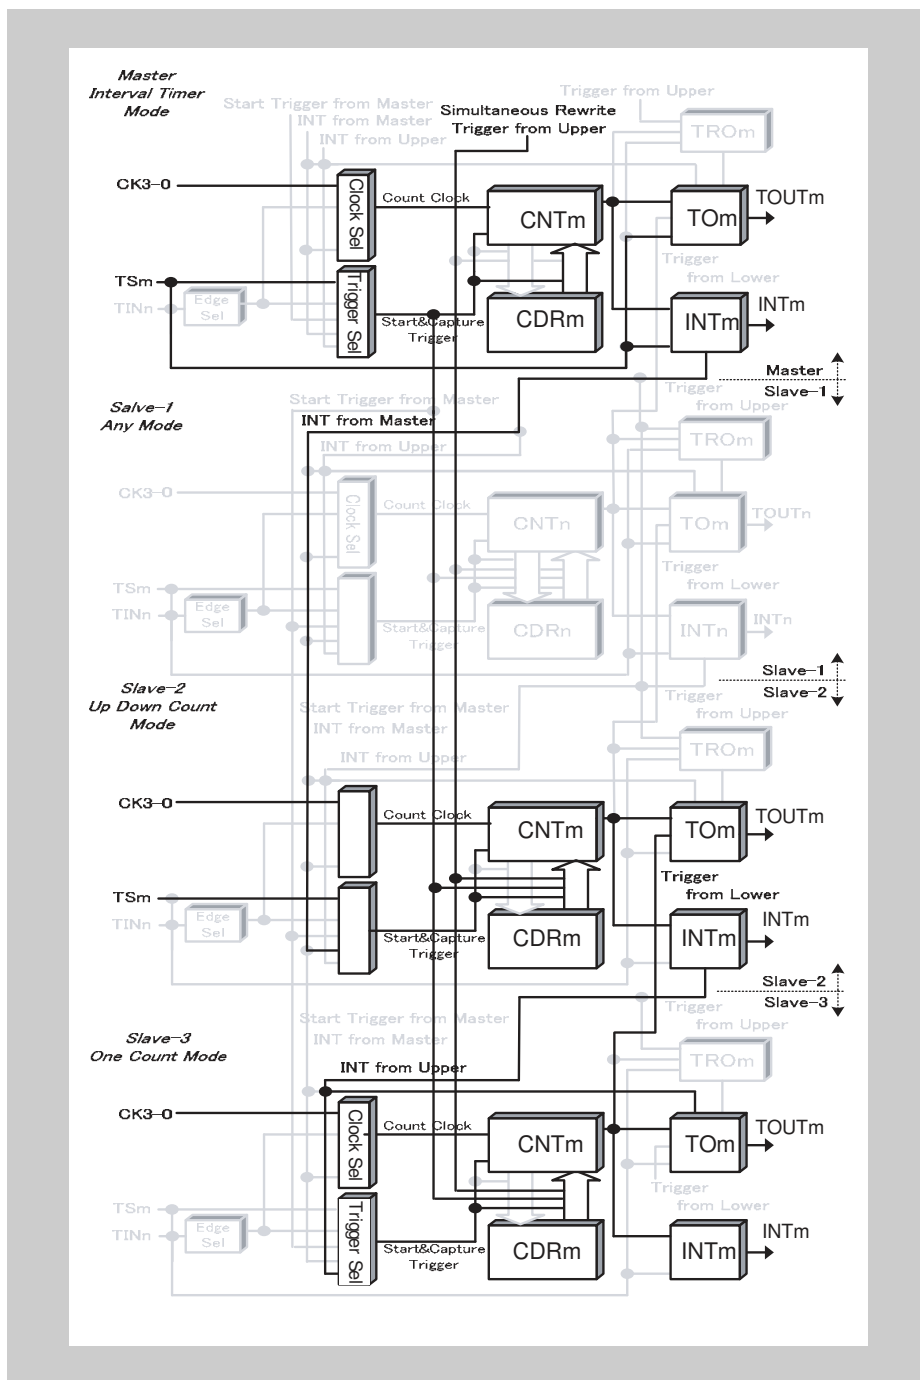 Master
Interval Timer
Mode
Start Trigger from Master
INT from Master
INT from Upper
Simultaneous Rewrite
Trigger from Upper
Trigger from Upper
TROm
CK3-0
Clock Sel
Count Clock
CNTm
TOm
TOUTm
Trigger
from Lower
TSm
TINn
Edge
Sel
Trigger Sel
Start&Capture
Trigger
CDRm
INTm
INTm
Master
Slave-1
Salve-1
Any Mode
Start Trigger from Master
INT from Master
INT from Upper
Trigger
from Upper
TROm
CK3-0
Clock Sel
Count Clock
CNTn
TOm
TOUTn
Trigger
from Lower
TSm
TINn
Edge
Sel
Start&Capture
Trigger
CDRn
INTn
INTn
Slave-1
Slave-2
Slave-2
Up Down Count
Mode
Start Trigger from Master
INT from Master
INT from Upper
Trigger
from Upper
TROm
CK3-0
Count Clock
CNTm
TOm
TOUTm
Trigger
from Lower
TSm
TINn
Edge
Sel
Start&Capture
Trigger
CDRm
INTm
INTm
Slave-2
Slave-3
Slave-3
One Count Mode
Start Trigger from Master
INT from Master
INT from Upper
Trigger
from Upper
TROm
CK3-0
Clock Sel
Count Clock
CNTm
TOm
TOUTm
Trigger
from Lower
TSm
TINn
Edge
Sel
Trigger Sel
Start&Capture
Trigger
CDRm
INTm
INTm